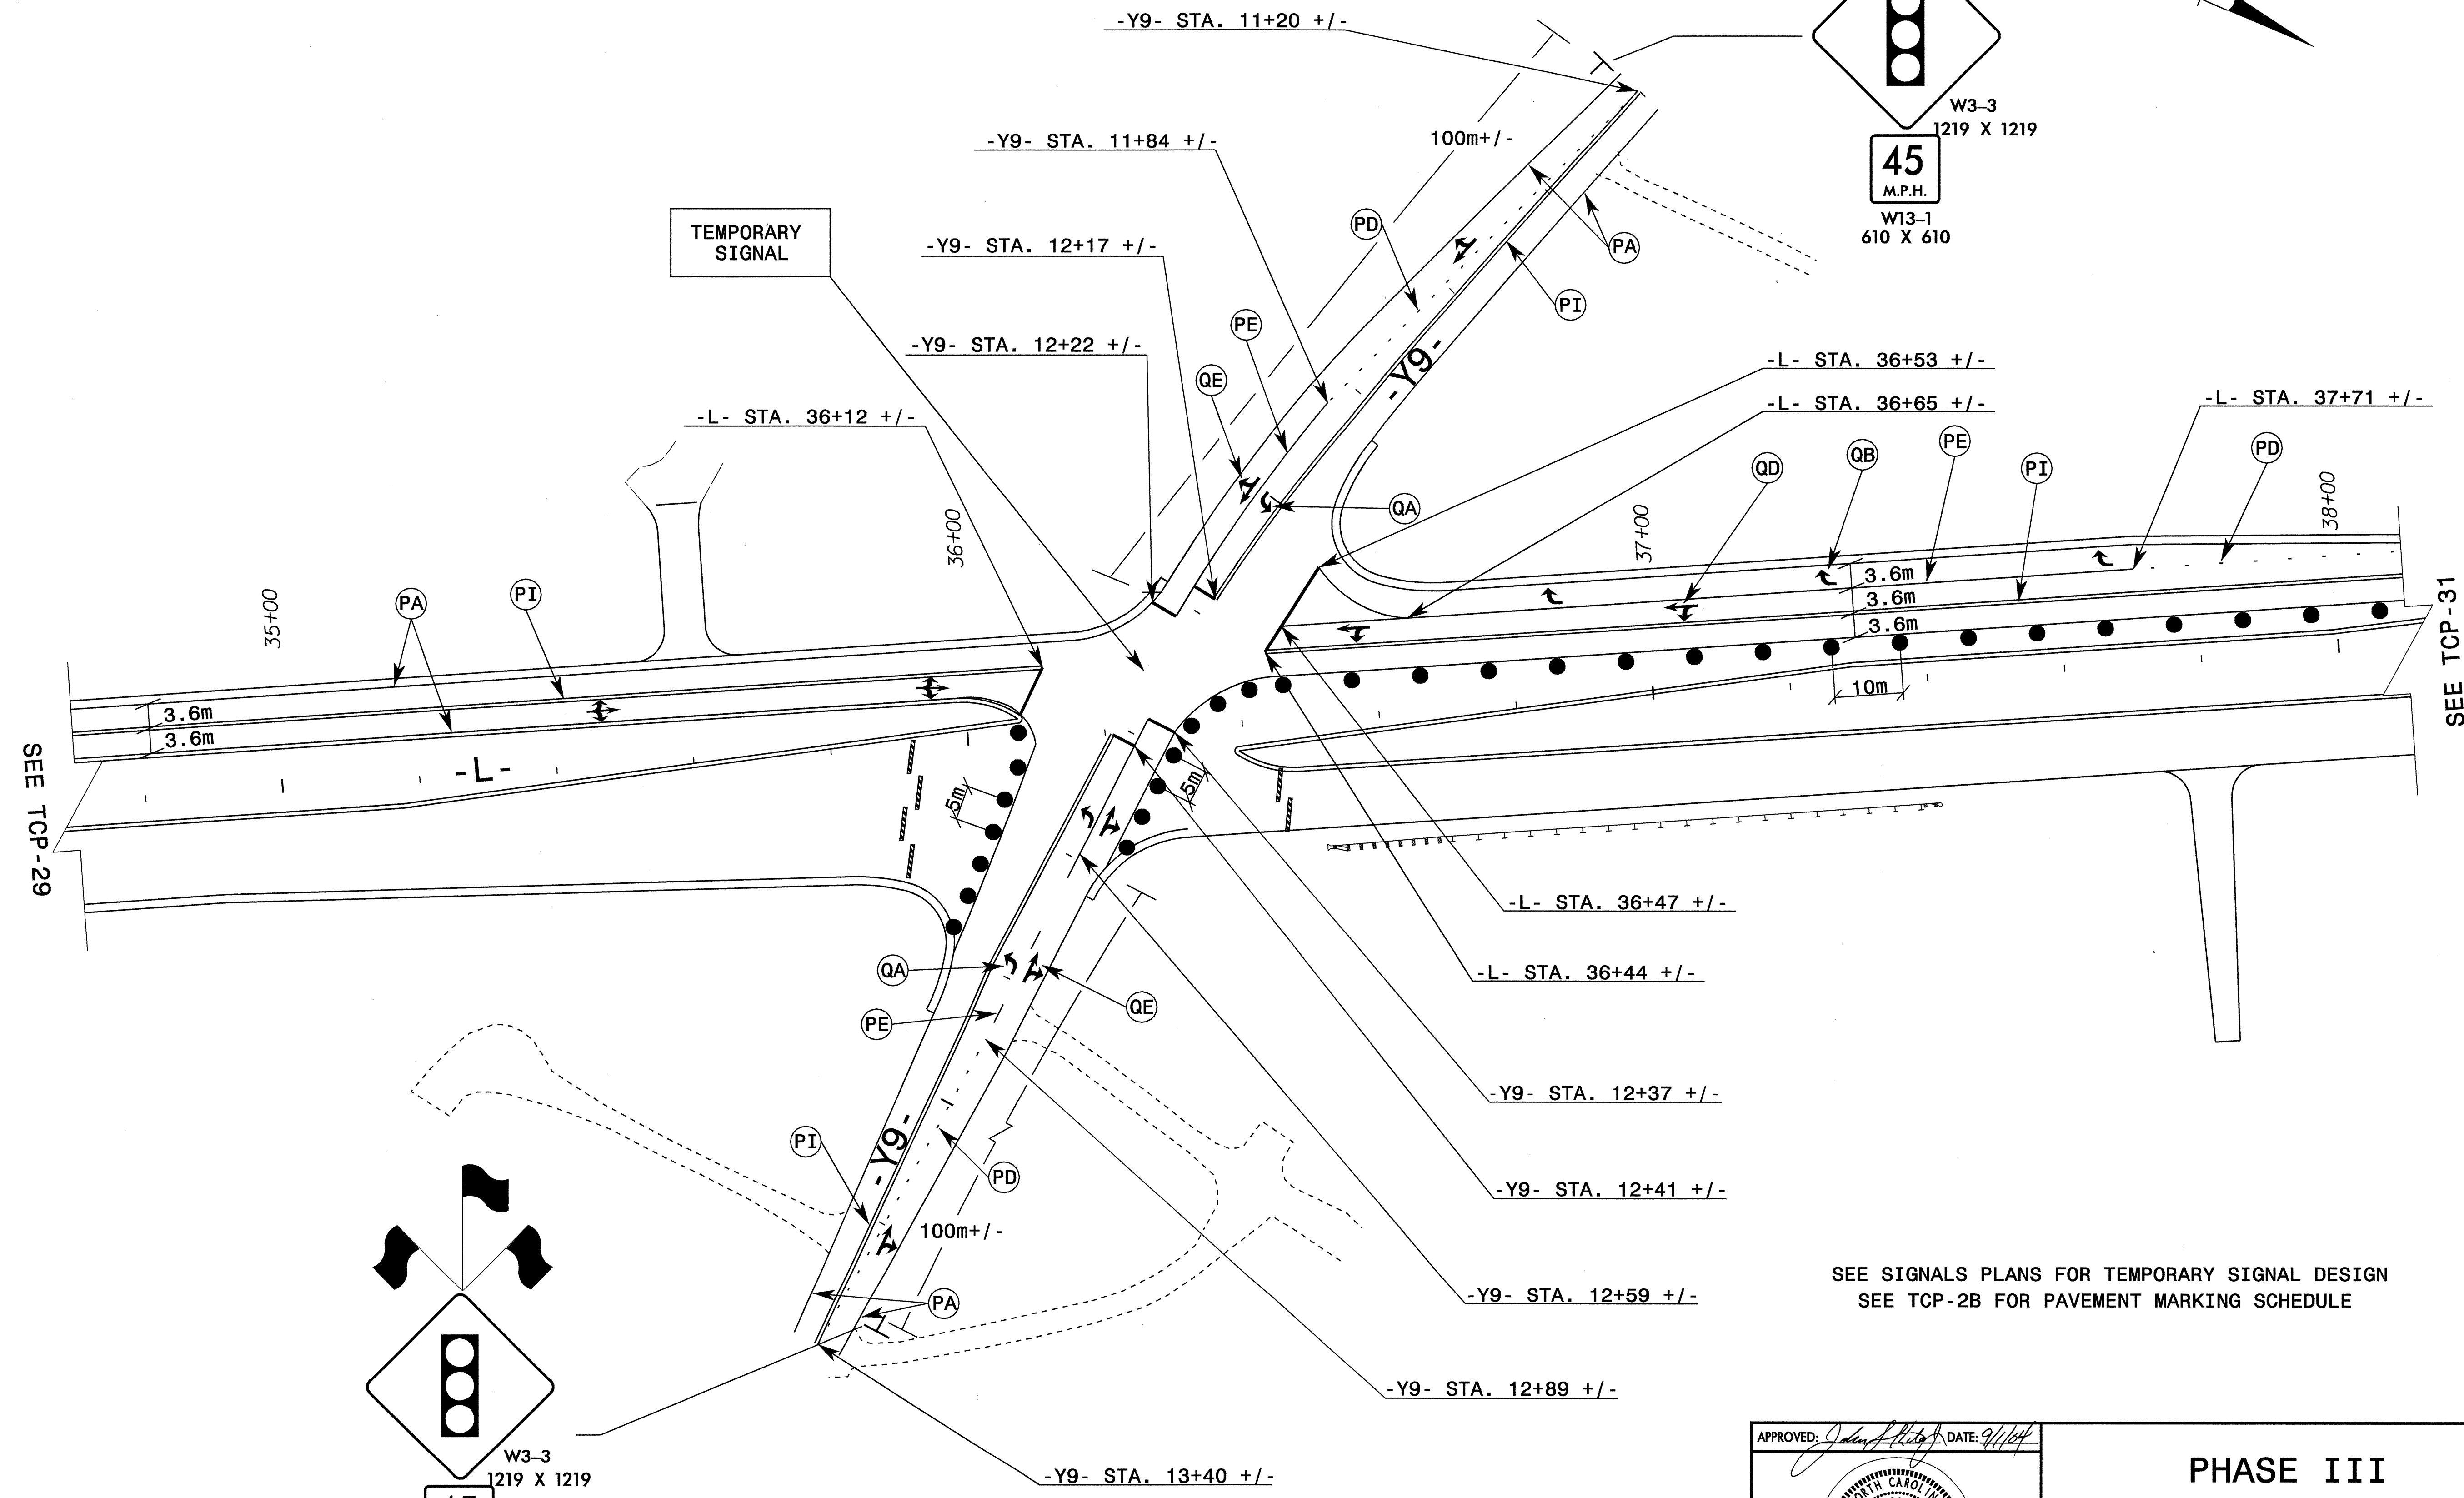 -Y9- STA. 11+20 +/-
W3-3
1219 X 1219
45
M.P.H.
W13-1
610 X 610
100m+/-
-Y9- STA. 11+84 +/-
TEMPORARY
SIGNAL
PD
PA
-Y9- STA. 12+17 +/-
PI
PE
-Y9- STA. 12+22 +/-
-Y9-
QE
-L- STA. 36+53 +/-
-L- STA. 36+65 +/-
-L- STA. 37+71 +/-
-L- STA. 36+12 +/-
QD
QB
PE
PI
PD
QA
35+00
36+00
37+00
38+00
PA
PI
3.6m
3.6m
3.6m
3.6m
3.6m
10m
SEE TCP-31
SEE TCP-29
-L-
5m
5m
-L- STA. 36+47 +/-
-L- STA. 36+44 +/-
QA
QE
PE
-Y9- STA. 12+37 +/-
PI
-Y9-
PD
-Y9- STA. 12+41 +/-
100m+/-
PA
-Y9- STA. 12+59 +/-
SEE SIGNALS PLANS FOR TEMPORARY SIGNAL DESIGN
SEE TCP-2B FOR PAVEMENT MARKING SCHEDULE
-Y9- STA. 12+89 +/-
W3-3
1219 X 1219
-Y9- STA. 13+40 +/-
APPROVED: DATE: 9/1/04
PHASE III
NORTH CAROLINA